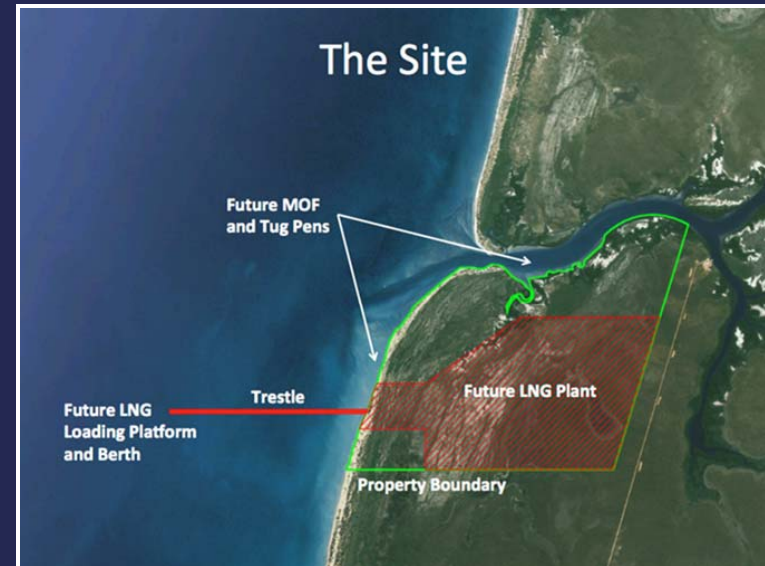 The Site
Future MOF
and Tug Pens
Trestle
Future LNG
Loading Platform
and Berth
Future LNG Plant
Property Boundary